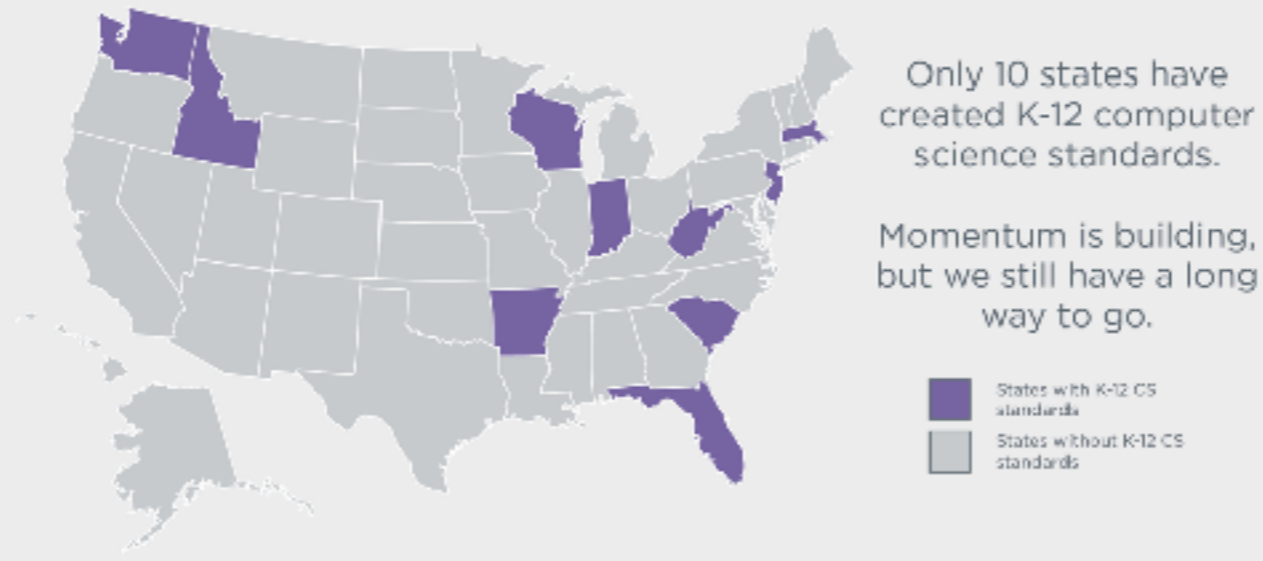 Only 10 states have
created K-12 computer
science standards.
Momentum is building,
but we still have a long
way to go.
States with K-12 CS
standards
States without K-12 CS
standards